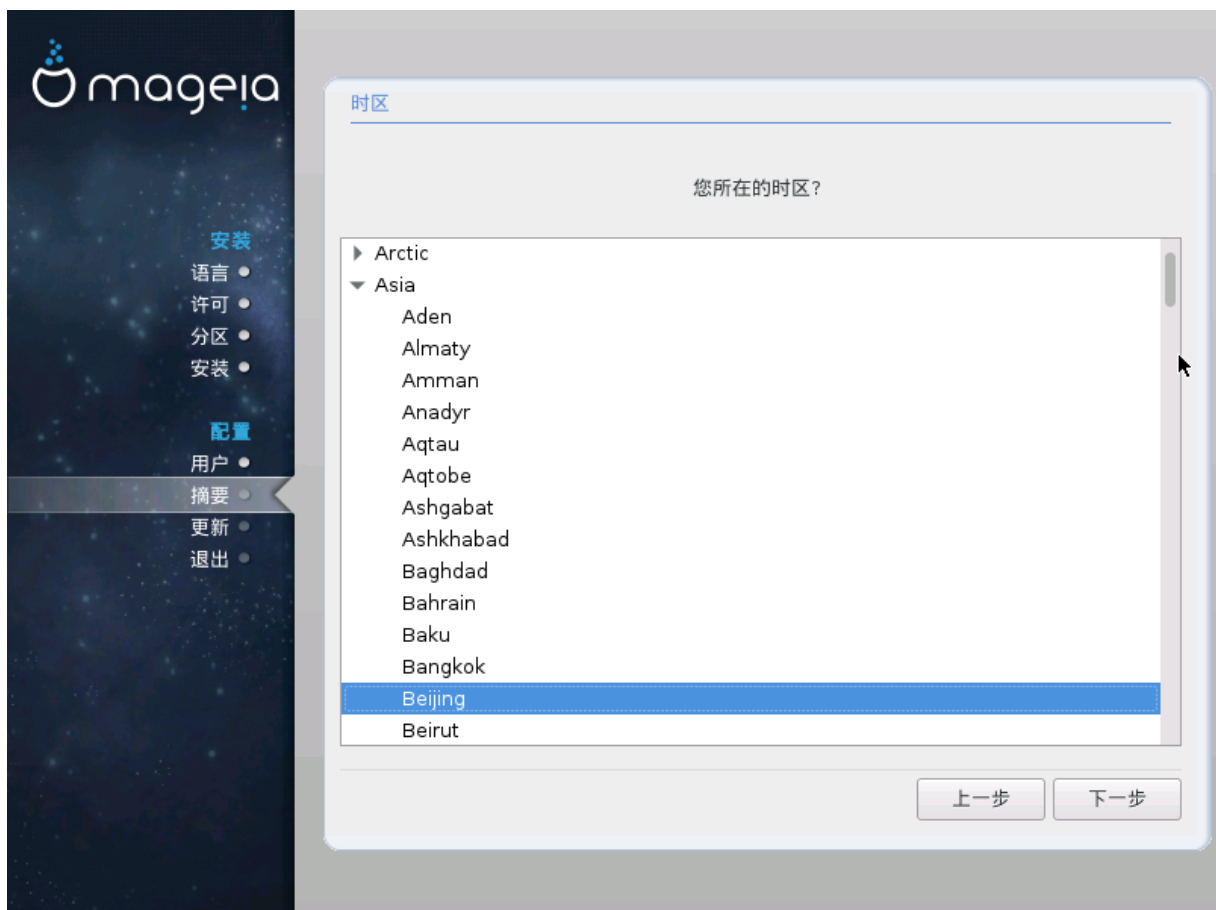 mageia
安装
语言
许可
分区
安装
配置
用户
摘要
更新
退出
时区
您所在的时区?
Arctic
Asia
Aden
Almaty
Amman
Anadyr
Aqtau
Aqtobe
Ashgabat
Ashkhabad
Baghdad
Bahrain
Baku
Bangkok
Beijing
Beirut
上一步
下一步